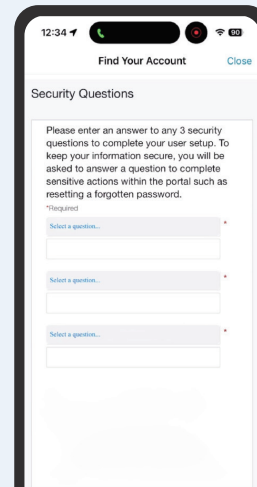 12:34 90
Find Your Account Close
Security Questions
Please enter an answer to any 3 security
questions to complete your user setup. To
keep your information secure, you will be
asked to answer a question to complete
sensitive actions within the portal such as
resetting a forgotten password.
*Required
Select a question... *
Select a question... *
Select a question... *